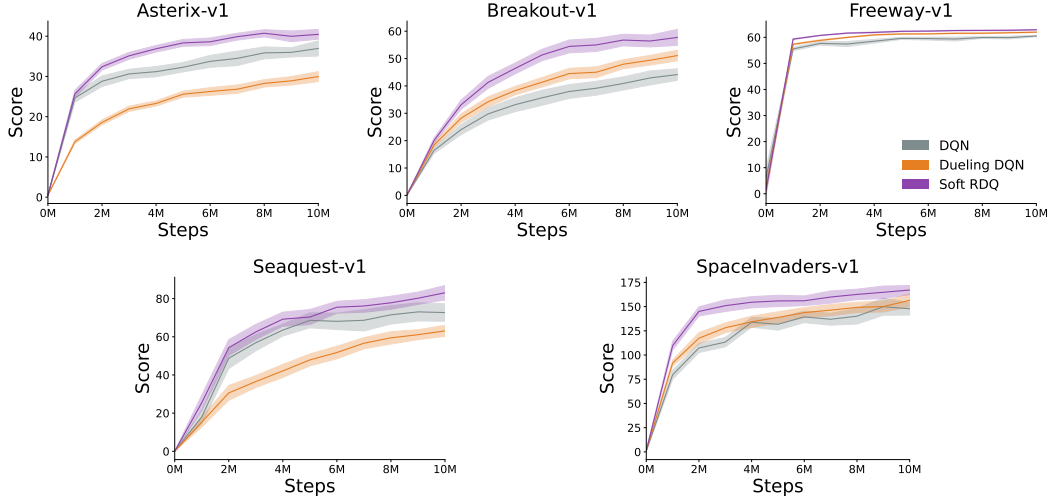 Asterix-v1
Score
40
30
20
10
0
0M 2M 4M 6M 8M 10M
Steps
Breakout-v1
Score
60
50
40
30
20
10
0
0M 2M 4M 6M 8M 10M
Steps
Freeway-v1
Score
60
50
40
30
20
10
0
DQN
Dueling DQN
Soft RDQ
0M 2M 4M 6M 8M 10M
Steps
Seaquest-v1
Score
80
60
40
20
0
0M 2M 4M 6M 8M 10M
Steps
SpaceInvaders-v1
Score
175
150
125
100
75
50
25
0
0M 2M 4M 6M 8M 10M
Steps